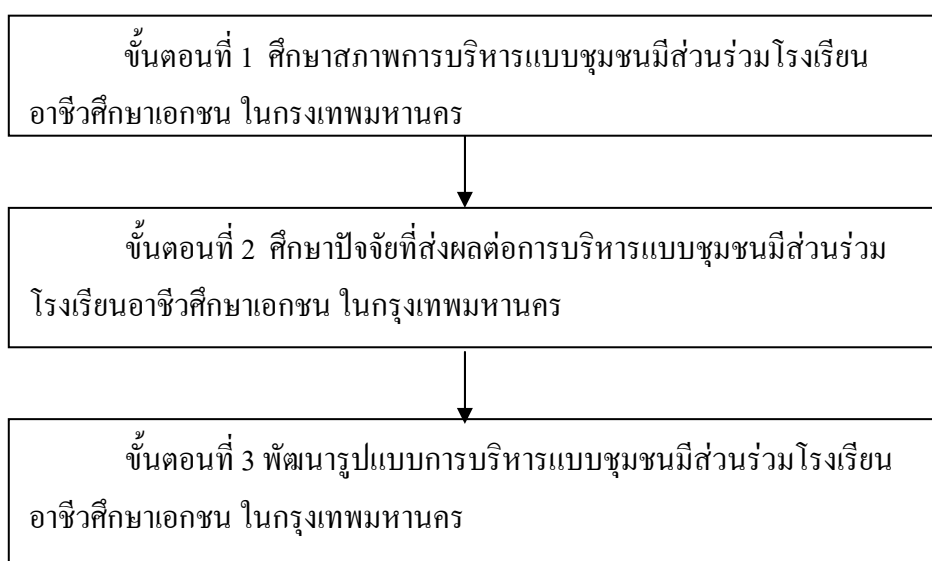 ขั้นตอนที่ 1 ศึกษาสภาพการบริหารแบบชุมชนมีส่วนร่วมโรงเรียน
อาชีวศึกษาเอกชน ในกรงเทพมหานคร
ขั้นตอนที่ 2 ศึกษาปัจจัยที่ส่งผลต่อการบริหารแบบชุมชนมีส่วนร่วม
โรงเรียนอาชีวศึกษาเอกชน ในกรุงเทพมหานคร
ขั้นตอนที่ 3 พัฒนารูปแบบการบริหารแบบชุมชนมีส่วนร่วมโรงเรียน
อาชีวศึกษาเอกชน ในกรุงเทพมหานคร